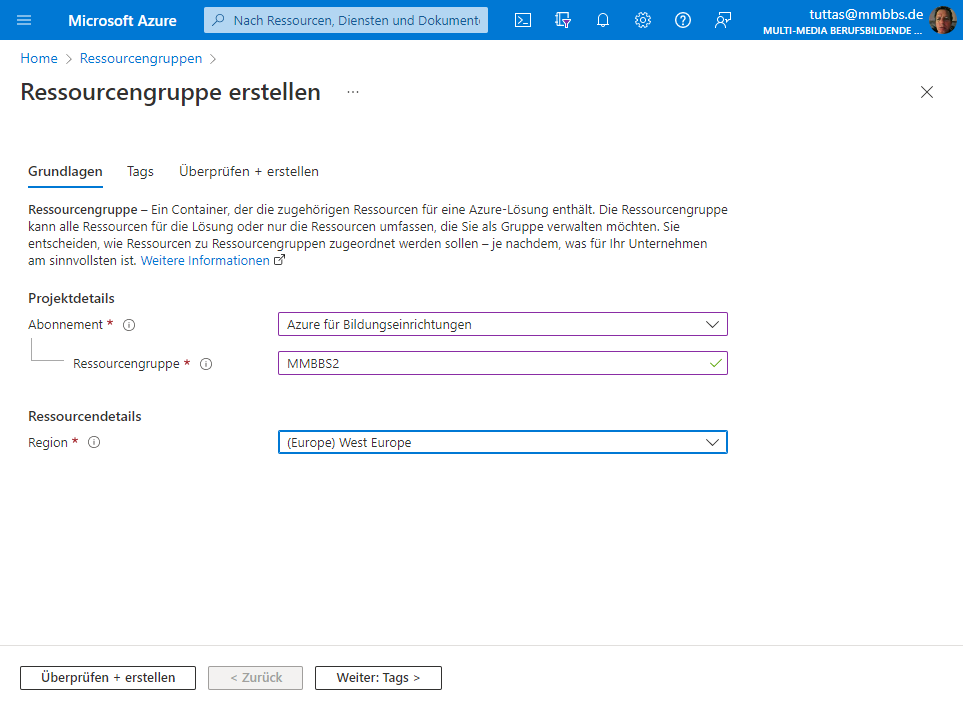 Microsoft Azure
Nach Ressourcen, Diensten und Dokumente
tuttas@mmbbs.de
MULTI-MEDIA BERUFSBILDENDE ...
Home > Ressourcengruppen >
Ressourcengruppe erstellen ...
Grundlagen Tags Überprüfen + erstellen
Ressourcengruppe – Ein Container, der die zugehörigen Ressourcen für eine Azure-Lösung enthält. Die Ressourcengruppe
kann alle Ressourcen für die Lösung oder nur die Ressourcen umfassen, die Sie als Gruppe verwalten möchten. Sie
entscheiden, wie Ressourcen zu Ressourcengruppen zugeordnet werden sollen – je nachdem, was für Ihr Unternehmen
am sinnvollsten ist. Weitere Informationen
Projektdetails
Abonnement * Azure für Bildungseinrichtungen
Ressourcengruppe * MMBBS2
Ressourcendetails
Region * (Europe) West Europe
Überprüfen + erstellen < Zurück Weiter: Tags >